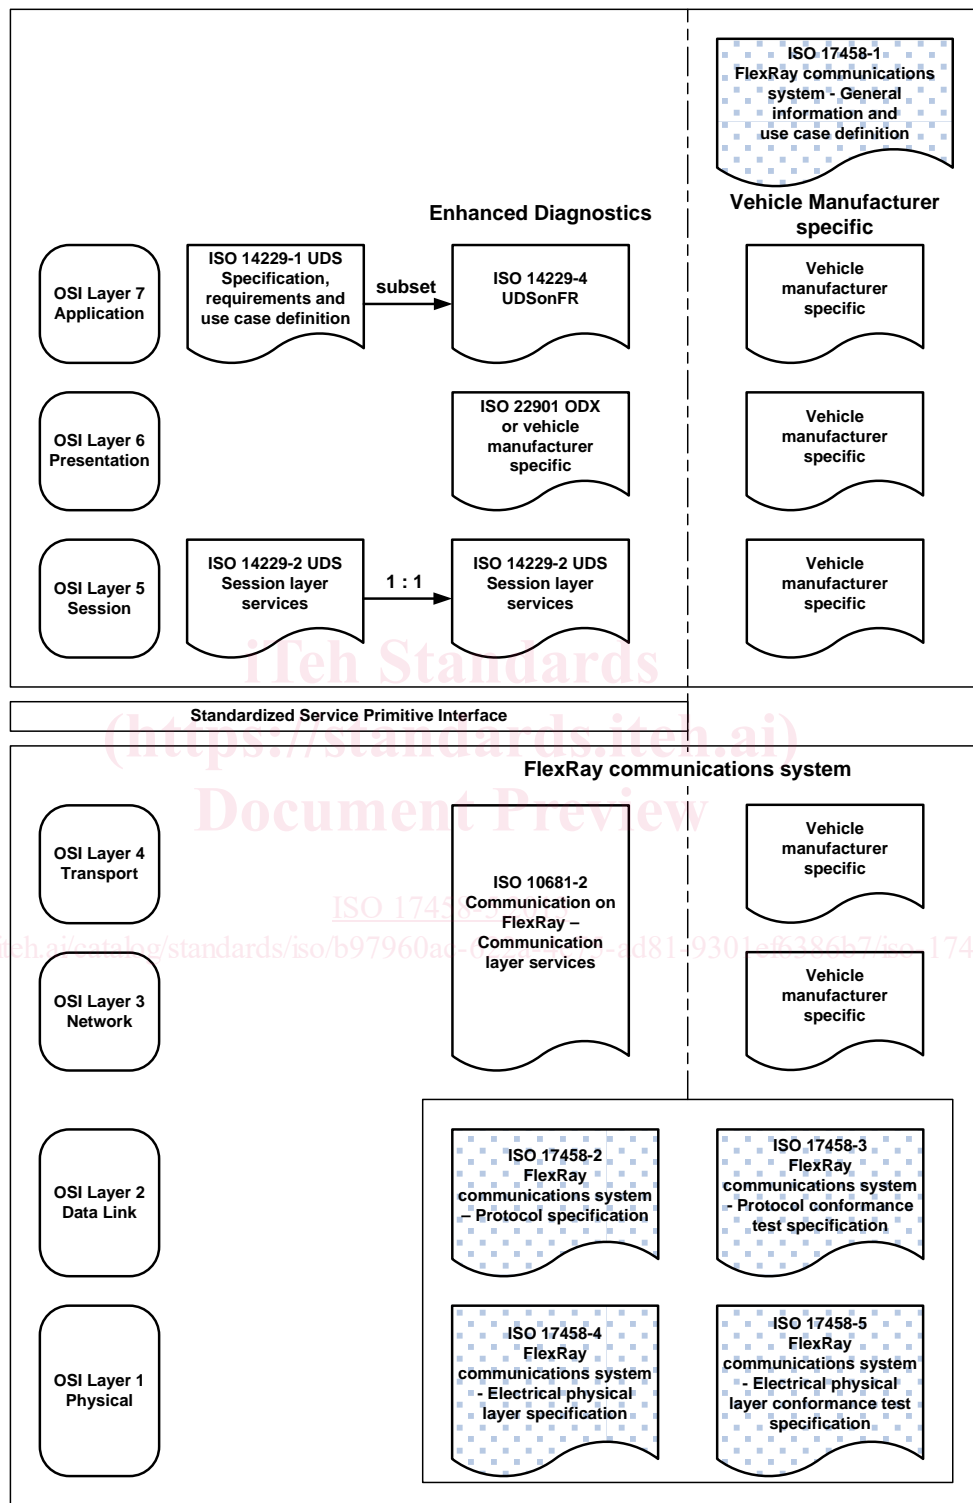 ISO 17458-1
FlexRay communications
system - General
information and
use case definition
Enhanced Diagnostics
Vehicle Manufacturer
specific
OSI Layer 7
Application
ISO 14229-1 UDS
Specification,
requirements and
use case definition
subset
ISO 14229-4
UDSonFR
Vehicle
manufacturer
specific
OSI Layer 6
Presentation
ISO 22901 ODX
or vehicle
manufacturer
specific
Vehicle
manufacturer
specific
OSI Layer 5
Session
ISO 14229-2 UDS
Session layer
services
1 : 1
ISO 14229-2 UDS
Session layer
services
Vehicle
manufacturer
specific
iTeh Standards
Standardized Service Primitive Interface
(https://standards.iteh.ai)
FlexRay communications system
Document Preview
OSI Layer 4
Transport
ISO 10681-2
Communication on
FlexRay –
Communication
layer services
Vehicle
manufacturer
specific
OSI Layer 3
Network
Vehicle
manufacturer
specific
OSI Layer 2
Data Link
ISO 17458-2
FlexRay
communications system
– Protocol specification
ISO 17458-3
FlexRay
communications system
- Protocol conformance
test specification
OSI Layer 1
Physical
ISO 17458-4
FlexRay
communications system
- Electrical physical
layer specification
ISO 17458-5
FlexRay
communications system
- Electrical physical
layer conformance test
specification